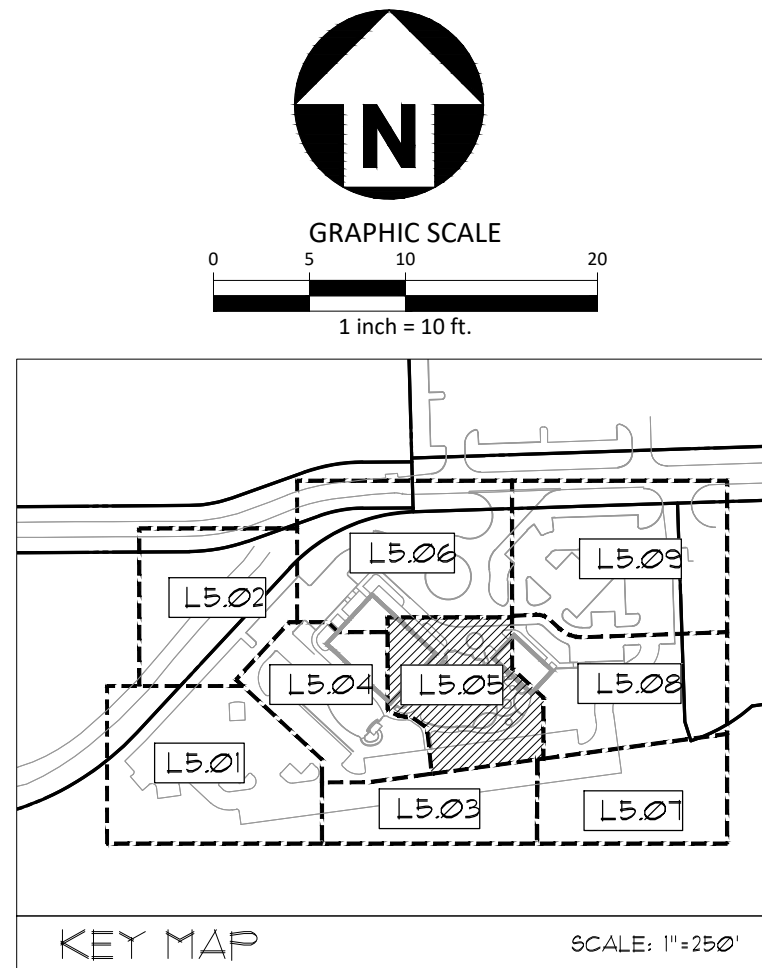 N
GRAPHIC SCALE
0 5 10 20
1 inch = 10 ft.
L5.06
L5.09
L5.02
L5.04
L5.05
L5.08
L5.01
L5.03
L5.07
KEY MAP
SCALE: 1"=250'